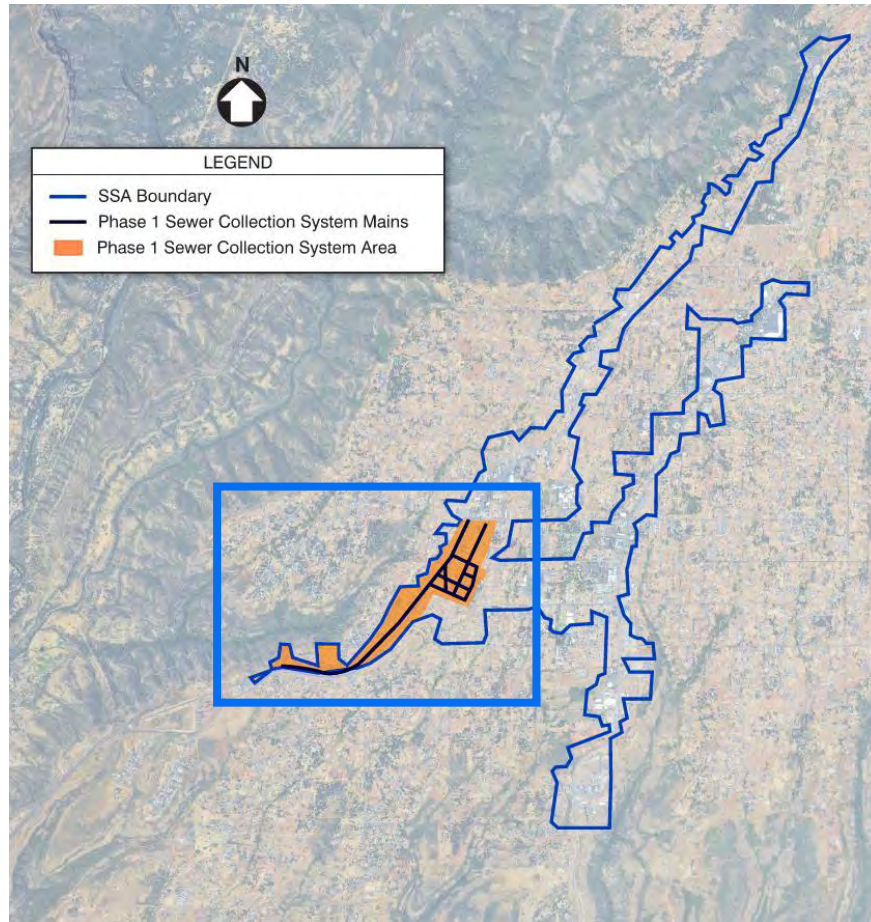 N
LEGEND
SSA Boundary
Phase 1 Sewer Collection System Mains
Phase 1 Sewer Collection System Area